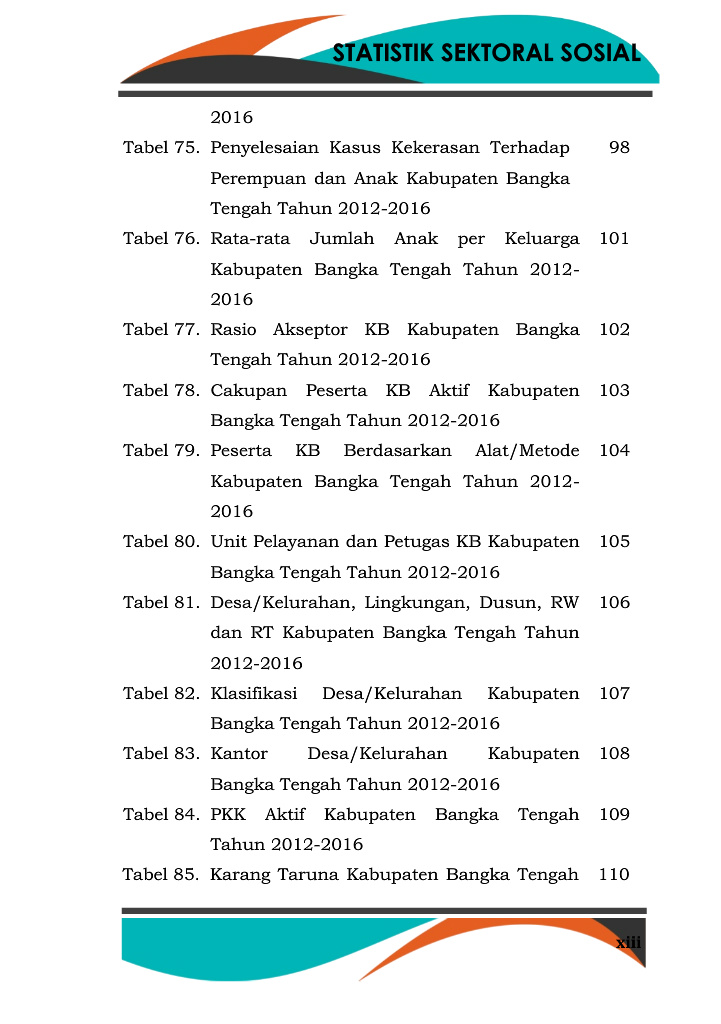 STATISTIK SEKTORAL SOSIAL
2016
Tabel 75. Penyelesaian Kasus Kekerasan Terhadap 98
Perempuan dan Anak Kabupaten Bangka
Tengah Tahun 2012-2016
Tabel 76. Rata-rata Jumlah Anak per Keluarga 101
Kabupaten Bangka Tengah Tahun 2012-
2016
Tabel 77. Rasio Akseptor KB Kabupaten Bangka 102
Tengah Tahun 2012-2016
Tabel 78. Cakupan Peserta KB Aktif Kabupaten 103
Bangka Tengah Tahun 2012-2016
Tabel 79. Peserta KB Berdasarkan Alat/Metode 104
Kabupaten Bangka Tengah Tahun 2012-
2016
Tabel 80. Unit Pelayanan dan Petugas KB Kabupaten 105
Bangka Tengah Tahun 2012-2016
Tabel 81. Desa/Kelurahan, Lingkungan, Dusun, RW 106
dan RT Kabupaten Bangka Tengah Tahun
2012-2016
Tabel 82. Klasifikasi Desa/Kelurahan Kabupaten 107
Bangka Tengah Tahun 2012-2016
Tabel 83. Kantor Desa/Kelurahan Kabupaten 108
Bangka Tengah Tahun 2012-2016
Tabel 84. PKK Aktif Kabupaten Bangka Tengah 109
Tahun 2012-2016
Tabel 85. Karang Taruna Kabupaten Bangka Tengah 110
xiii